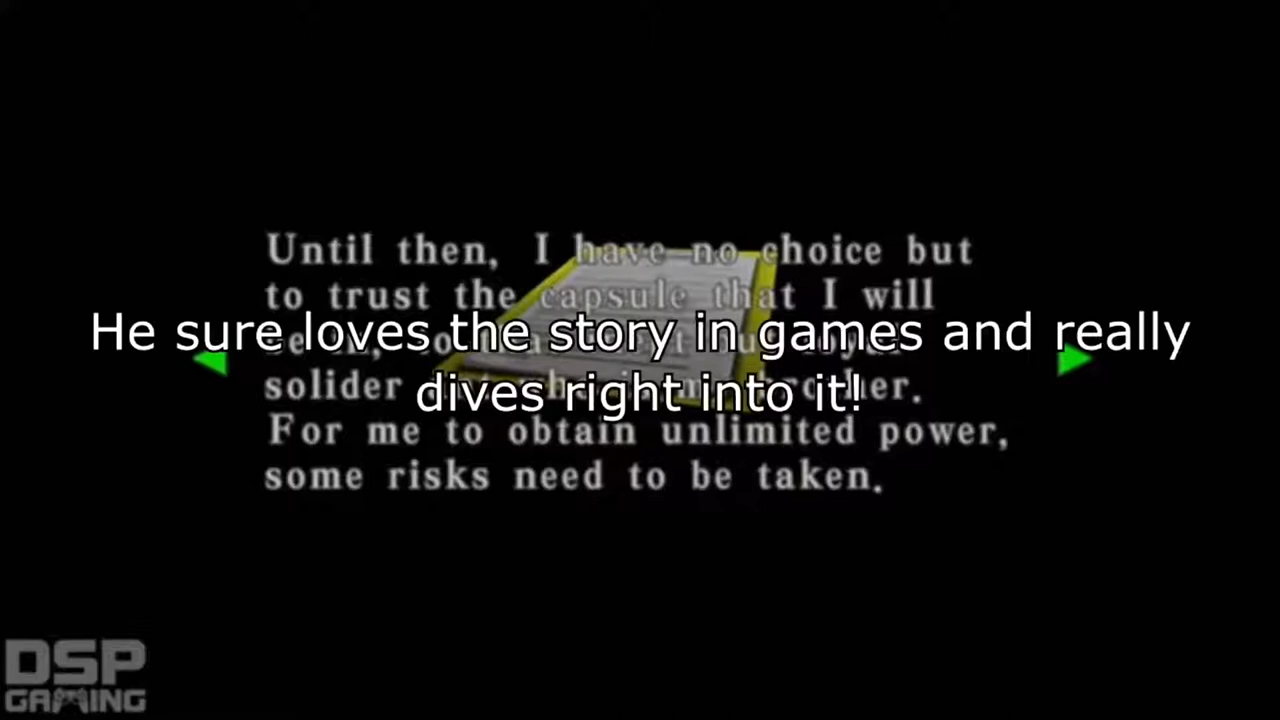 Until then, I have no choice but
to trust the capsule that I will
He sure loves the story in games and really
solider
dives right into it!
For me to obtain unlimited power,
some risks need to be taken.
DSP
GAMING